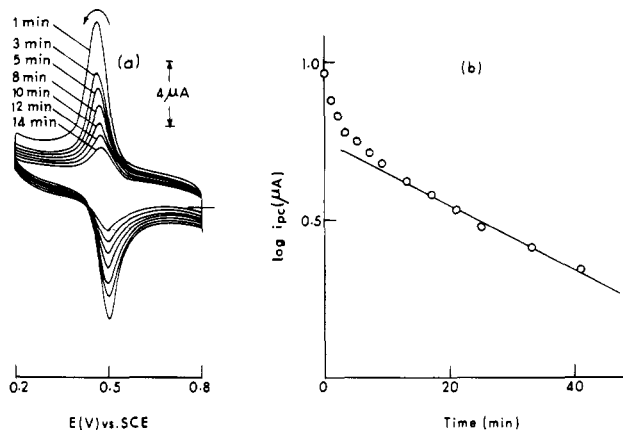 1 min
3 min
5 min
8 min
10 min
12 min
14 min
(a)
4 μA
0.2
0.5
0.8
E(V) vs. SCE
(b)
1.0
0.5
log ipc(μA)
0
20
40
Time (min)